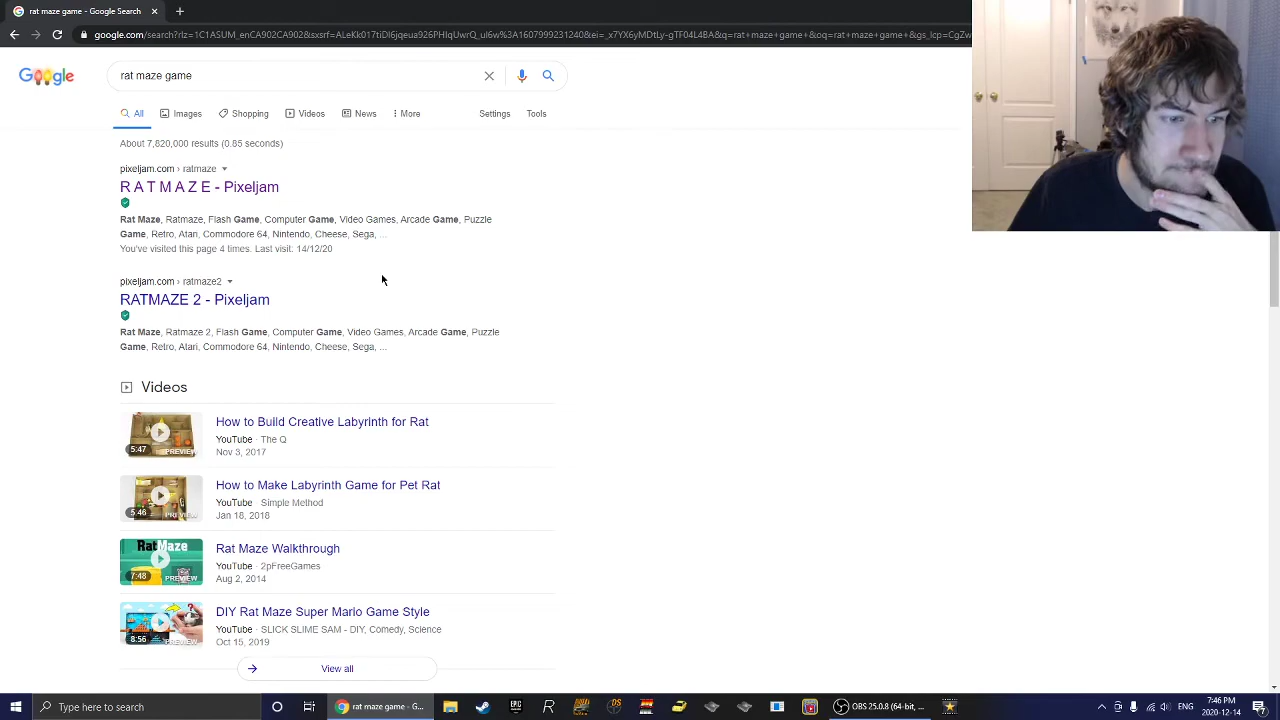 rat maze game - Google Search
google.com/search?rlz=1C1ASUM_enCA902CA902&sxsrf=ALeKk017tiDl6jqeua926PHIqUwrQ_ul6w%3A1607999231240&ei=_x7YX6yMDtLy-gTF04L4BA&q=rat+maze+game+&oq=rat+maze+game+&gs_lcp=CgZw
Google
rat maze game
All Images Shopping Videos News More Settings Tools
About 7,820,000 results (0.85 seconds)
pixeljam.com › ratmaze
R A T M A Z E - Pixeljam
Rat Maze, Ratmaze, Flash Game, Computer Game, Video Games, Arcade Game, Puzzle
Game, Retro, Atari, Commodore 64, Nintendo, Cheese, Sega, ...
You've visited this page 4 times. Last visit: 14/12/20
pixeljam.com › ratmaze2
RATMAZE 2 - Pixeljam
Rat Maze, Ratmaze 2, Flash Game, Computer Game, Video Games, Arcade Game, Puzzle
Game, Retro, Atari, Commodore 64, Nintendo, Cheese, Sega, ...
Videos
How to Build Creative Labyrinth for Rat
YouTube · The Q
Nov 3, 2017
5:47 PREVIEW
How to Make Labyrinth Game for Pet Rat
YouTube · Simple Method
Jan 18, 2018
5:46 PREVIEW
RatMaze
Rat Maze Walkthrough
YouTube · 2pFreeGames
Aug 2, 2014
7:48 PREVIEW
DIY Rat Maze Super Mario Game Style
YouTube · SLICK SLIME SAM - DIY, Comedy, Science
Oct 15, 2019
8:56 PREVIEW
View all
Type here to search
rat maze game - G...
OBS 25.0.8 (64-bit, ...
ENG
7:46 PM
2020-12-14